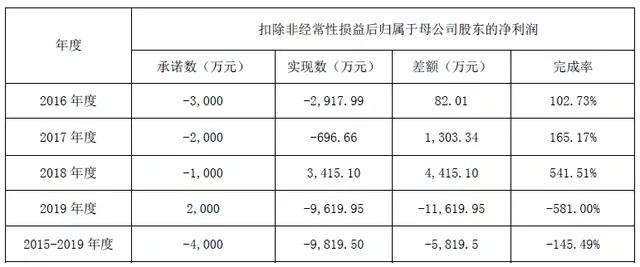 年度 扣除非经常性损益后归属于母公司股东的净利润
承诺数（万元） 实现数（万元） 差额（万元） 完成率
2016 年度 -3,000 -2,917.99 82.01 102.73%
2017 年度 -2,000 -696.66 1,303.34 165.17%
2018 年度 -1,000 3,415.10 4,415.10 541.51%
2019 年度 2,000 -9,619.95 -11,619.95 -581.00%
2015-2019 年度 -4,000 -9,819.50 -5,819.5 -145.49%